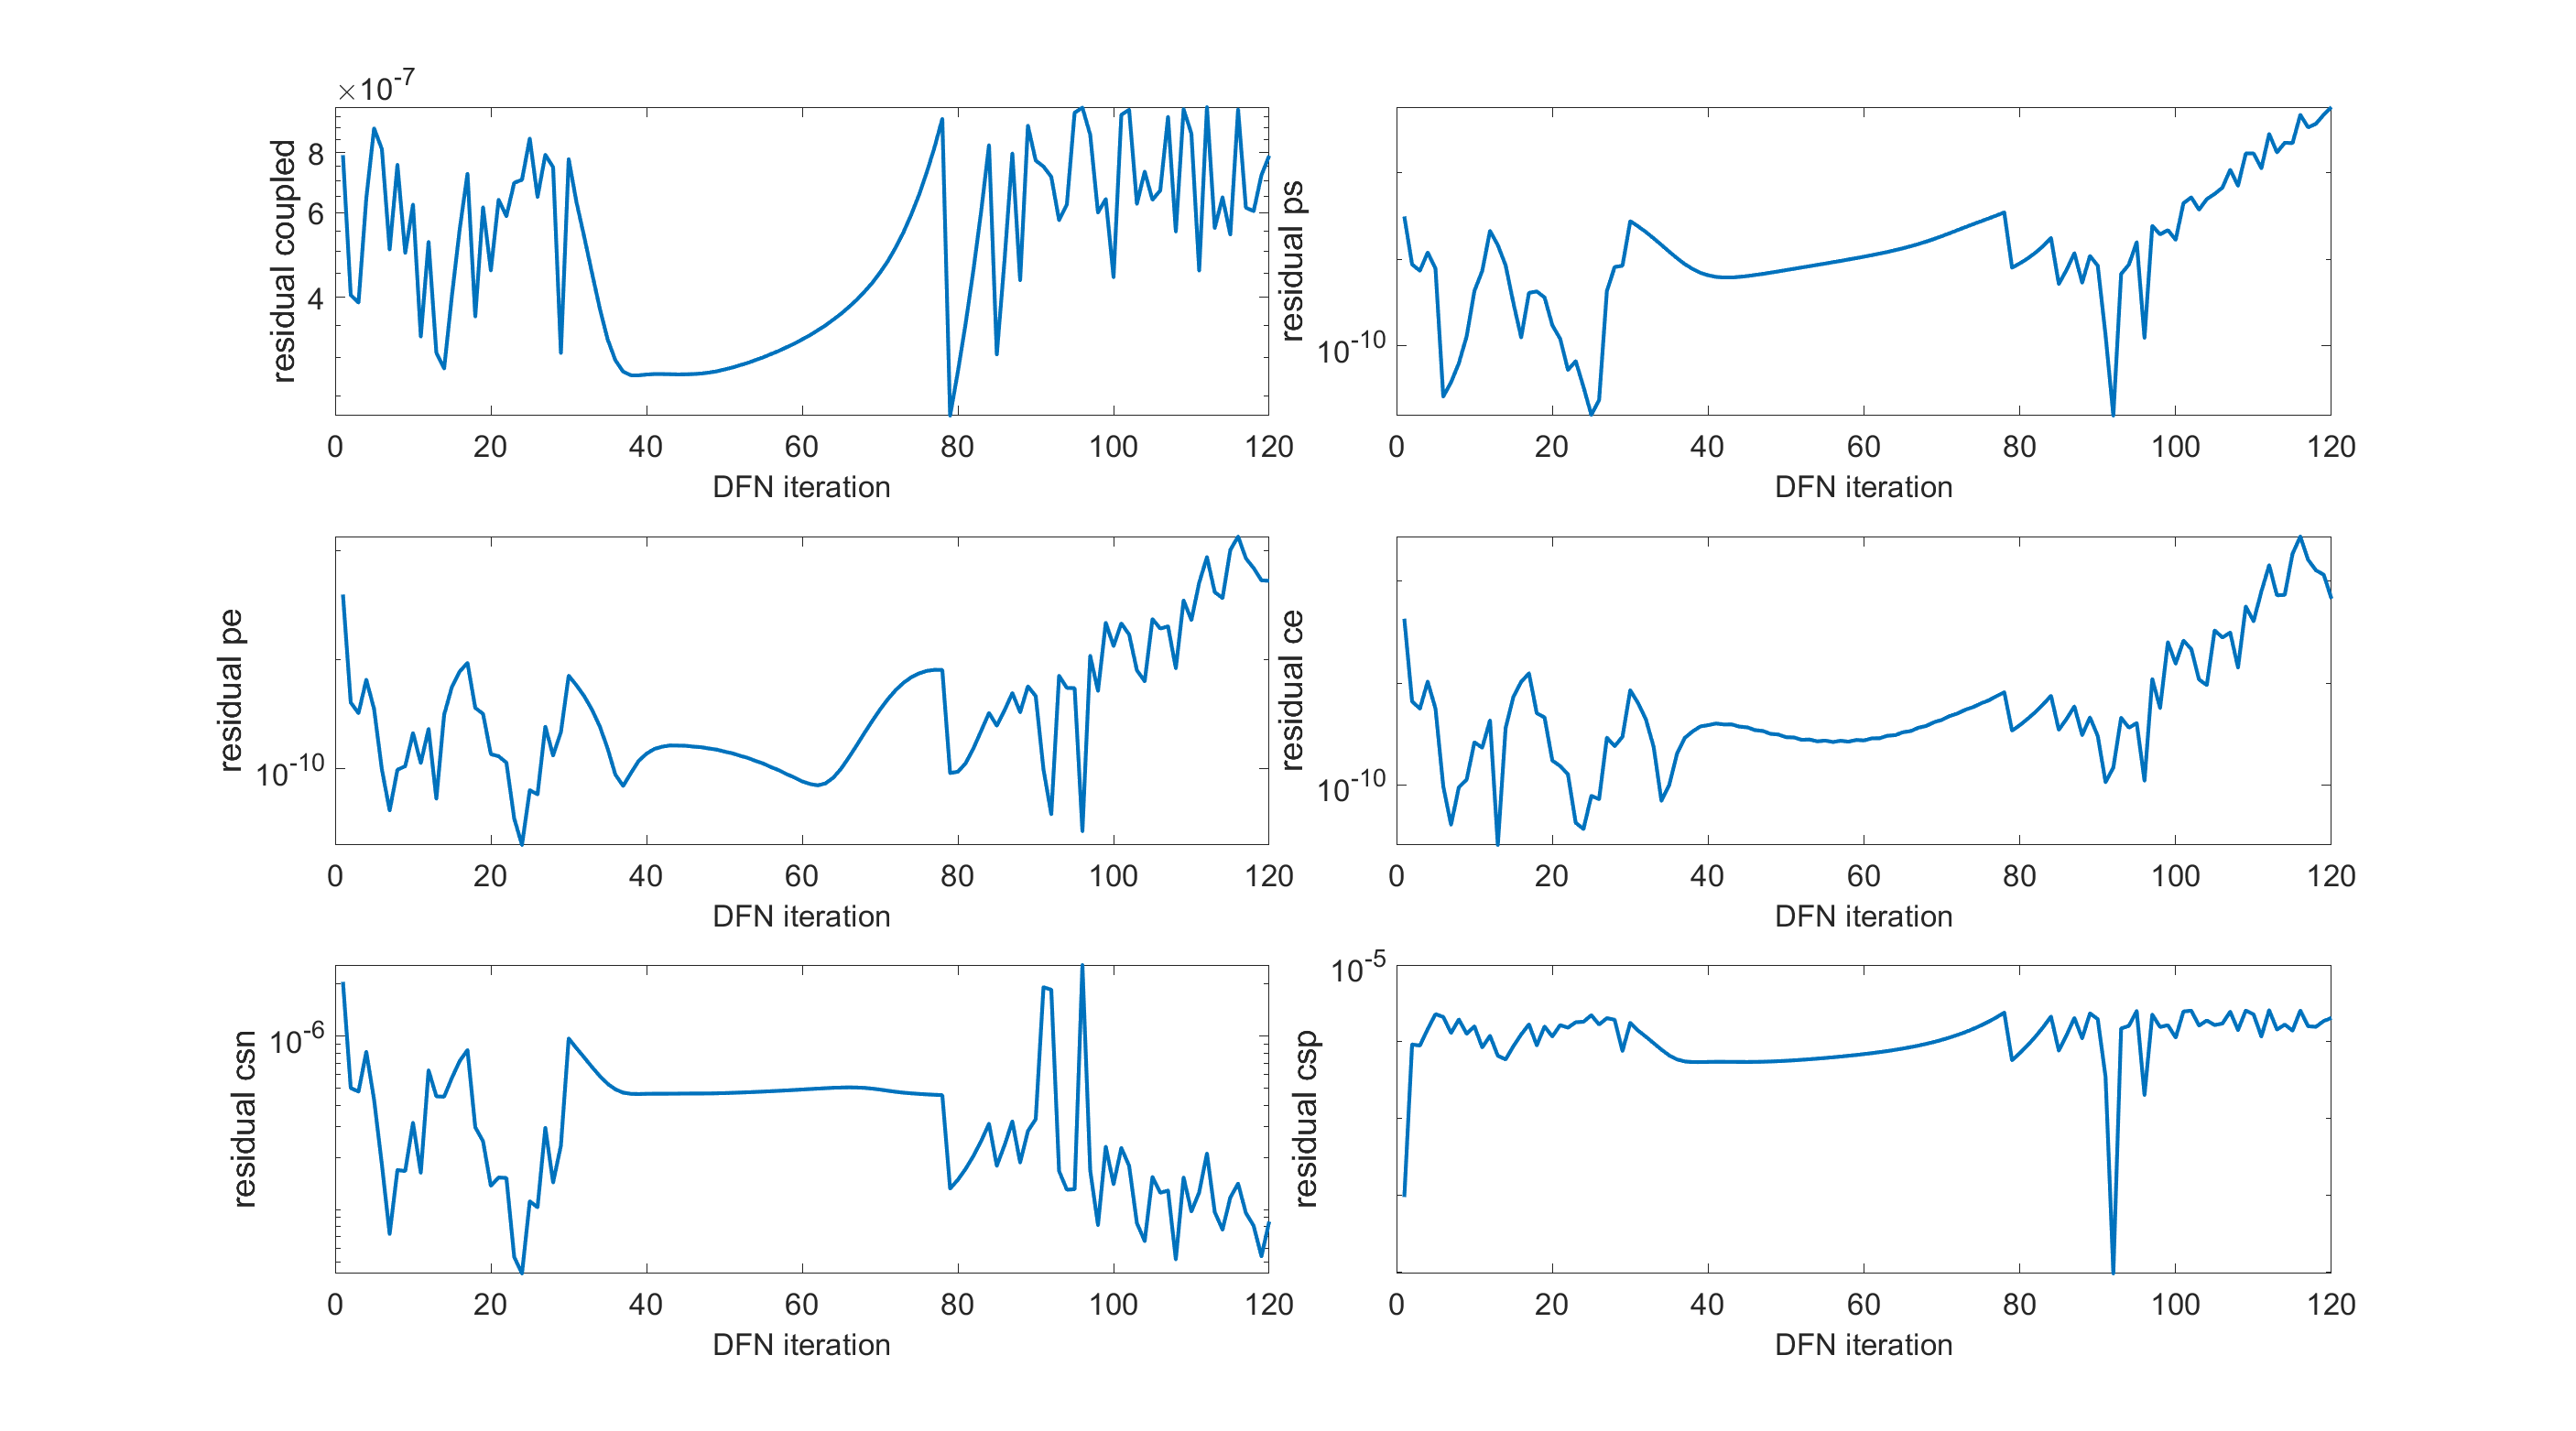 ×10-7
residual coupled
8
6
4
0 20 40 60 80 100 120
DFN iteration
residual ps
10-10
0 20 40 60 80 100 120
DFN iteration
residual pe
10-10
0 20 40 60 80 100 120
DFN iteration
residual ce
10-10
0 20 40 60 80 100 120
DFN iteration
residual csn
10-6
0 20 40 60 80 100 120
DFN iteration
residual csp
10-5
0 20 40 60 80 100 120
DFN iteration